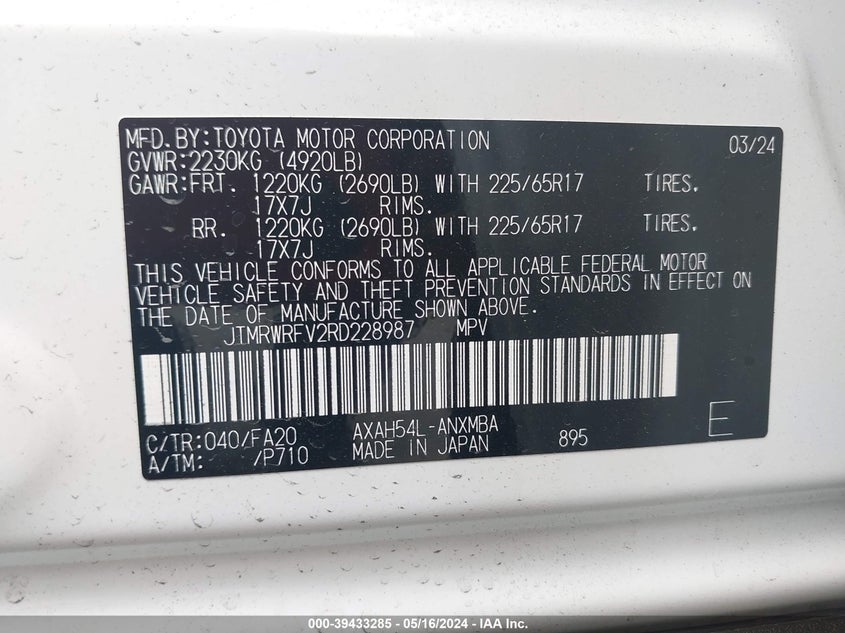 MFD.BY:TOYOTA MOTOR CORPORATION 03/24
GVWR:2230KG (4920LB)
GAWR:FRT. 1220KG (2690LB) WITH 225/65R17 TIRES.
17X7J RIMS.
RR. 1220KG (2690LB) WITH 225/65R17 TIRES.
17X7J RIMS.
THIS VEHICLE CONFORMS TO ALL APPLICABLE FEDERAL MOTOR
VEHICLE SAFETY AND THEFT PREVENTION STANDARDS IN EFFECT ON
THE DATE OF MANUFACTURE SHOWN ABOVE.
JTMRWRFV2RD228987 MPV
C/TR:040/FA20 AXAH54L-ANXMBA
A/TM: /P710 MADE IN JAPAN 895 E
000-39433285 - 05/16/2024 - IAA Inc.